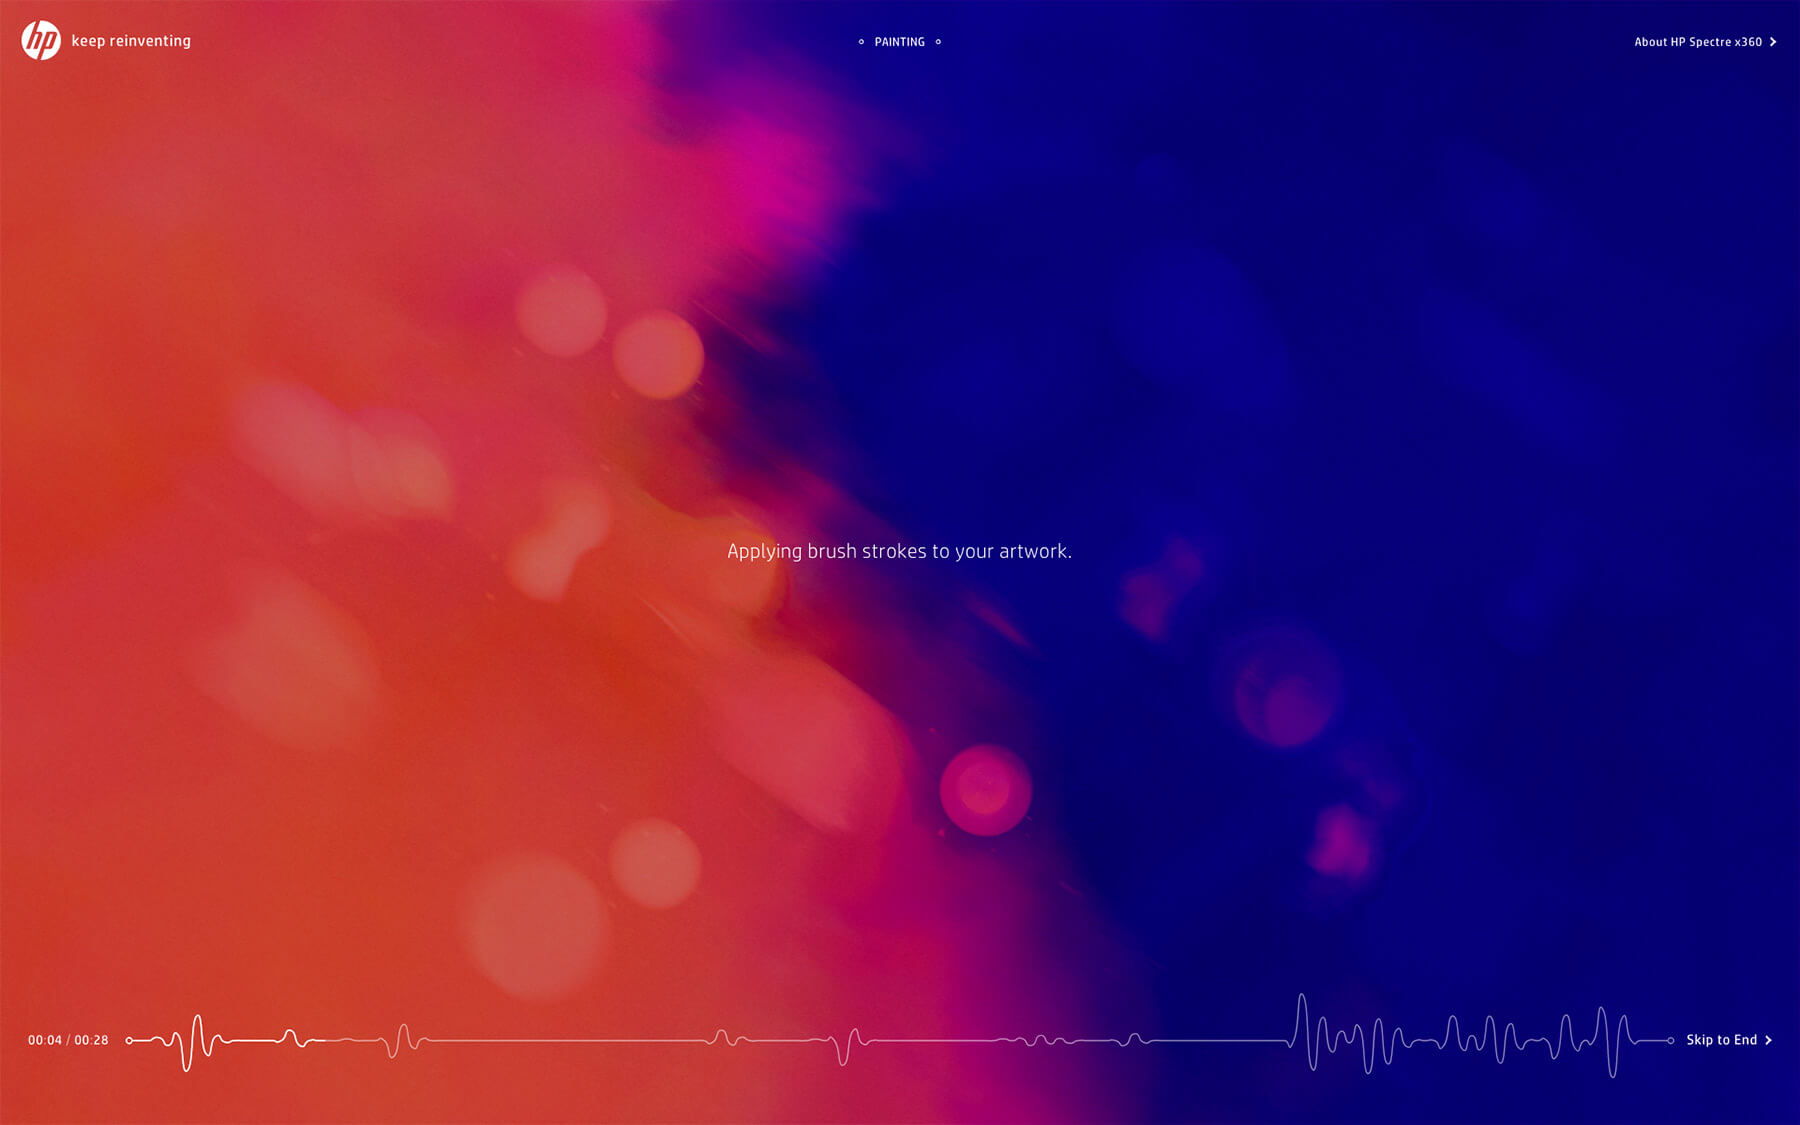 hp keep reinventing
PAINTING
About HP Spectre x360
Applying brush strokes to your artwork.
00:04 / 00:28
Skip to End